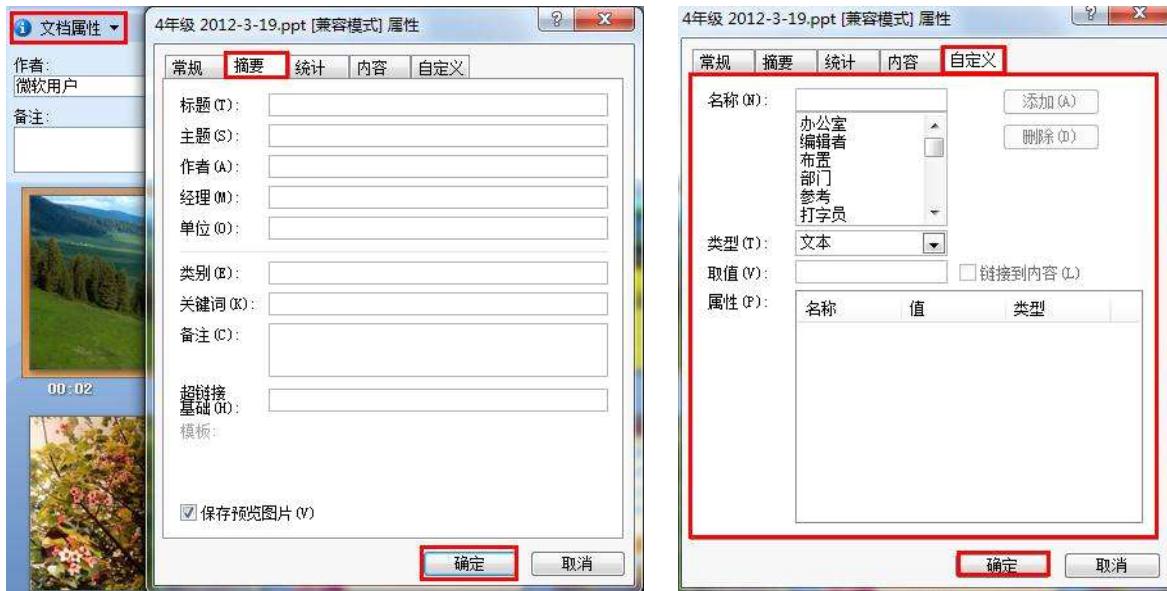 文档属性
作者:
微软用户
备注:
00:02
4年级 2012-3-19.ppt [兼容模式] 属性
常规 摘要 统计 内容 自定义
标题(T):
主题(S):
作者(A):
经理(M):
单位(O):
类别(E):
关键词(K):
备注(C):
超链接
基础(H):
模板:
保存预览图片(V)
确定 取消
4年级 2012-3-19.ppt [兼容模式] 属性
常规 摘要 统计 内容 自定义
名称(N):
添加(A)
办公室
编辑者
布置
部门
参考
打字员
删除(D)
类型(T): 文本
取值(V):
链接到内容(L)
属性(P):
名称 值 类型
确定 取消